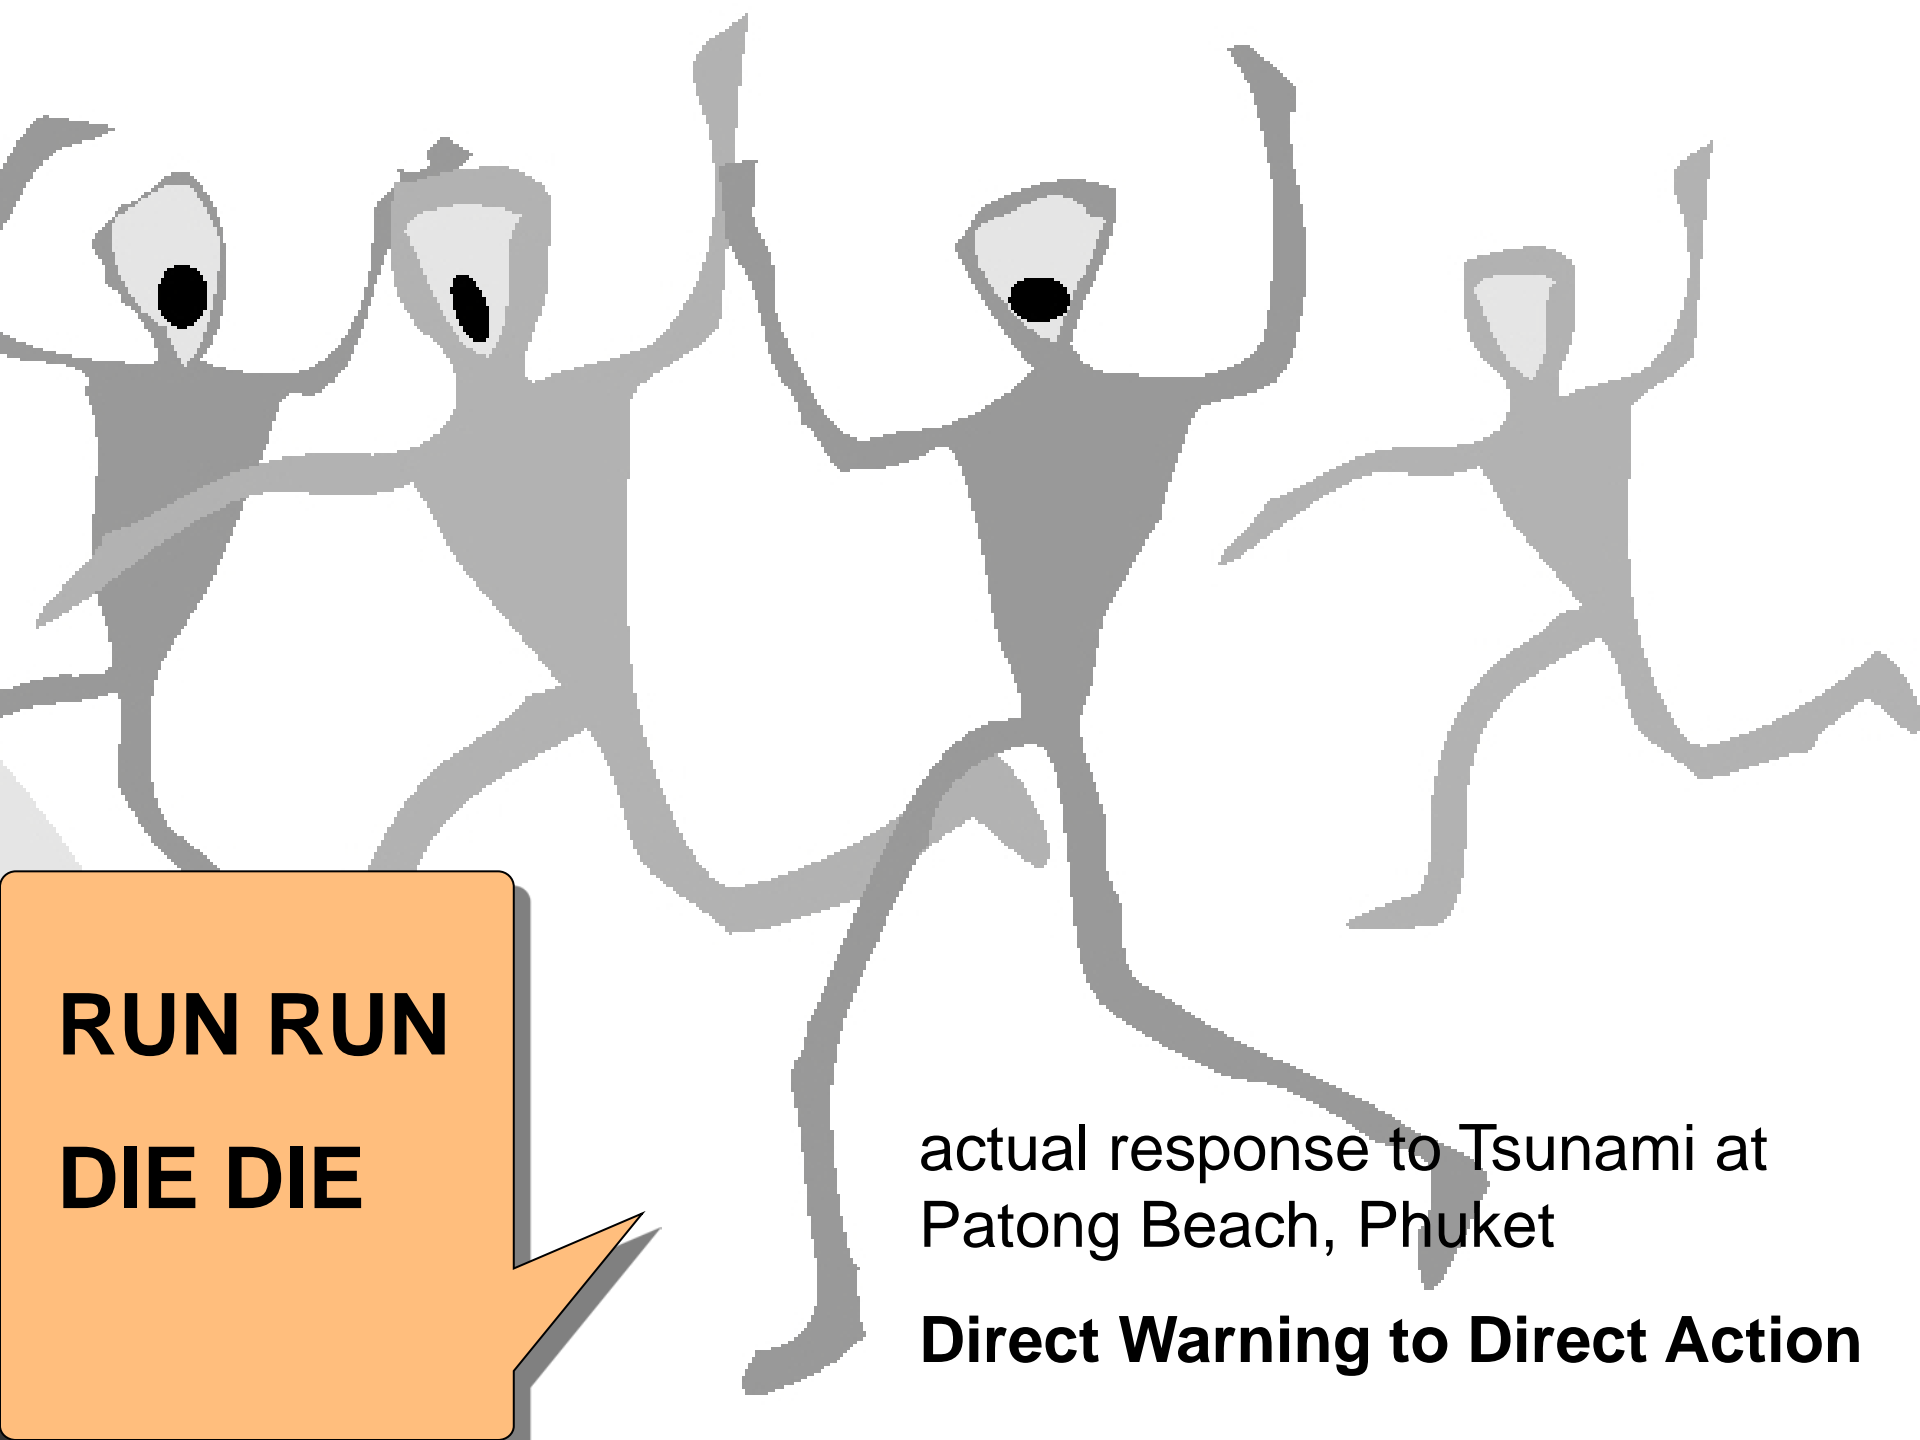 RUN RUN
DIE DIE
actual response to Tsunami at
Patong Beach, Phuket
Direct Warning to Direct Action